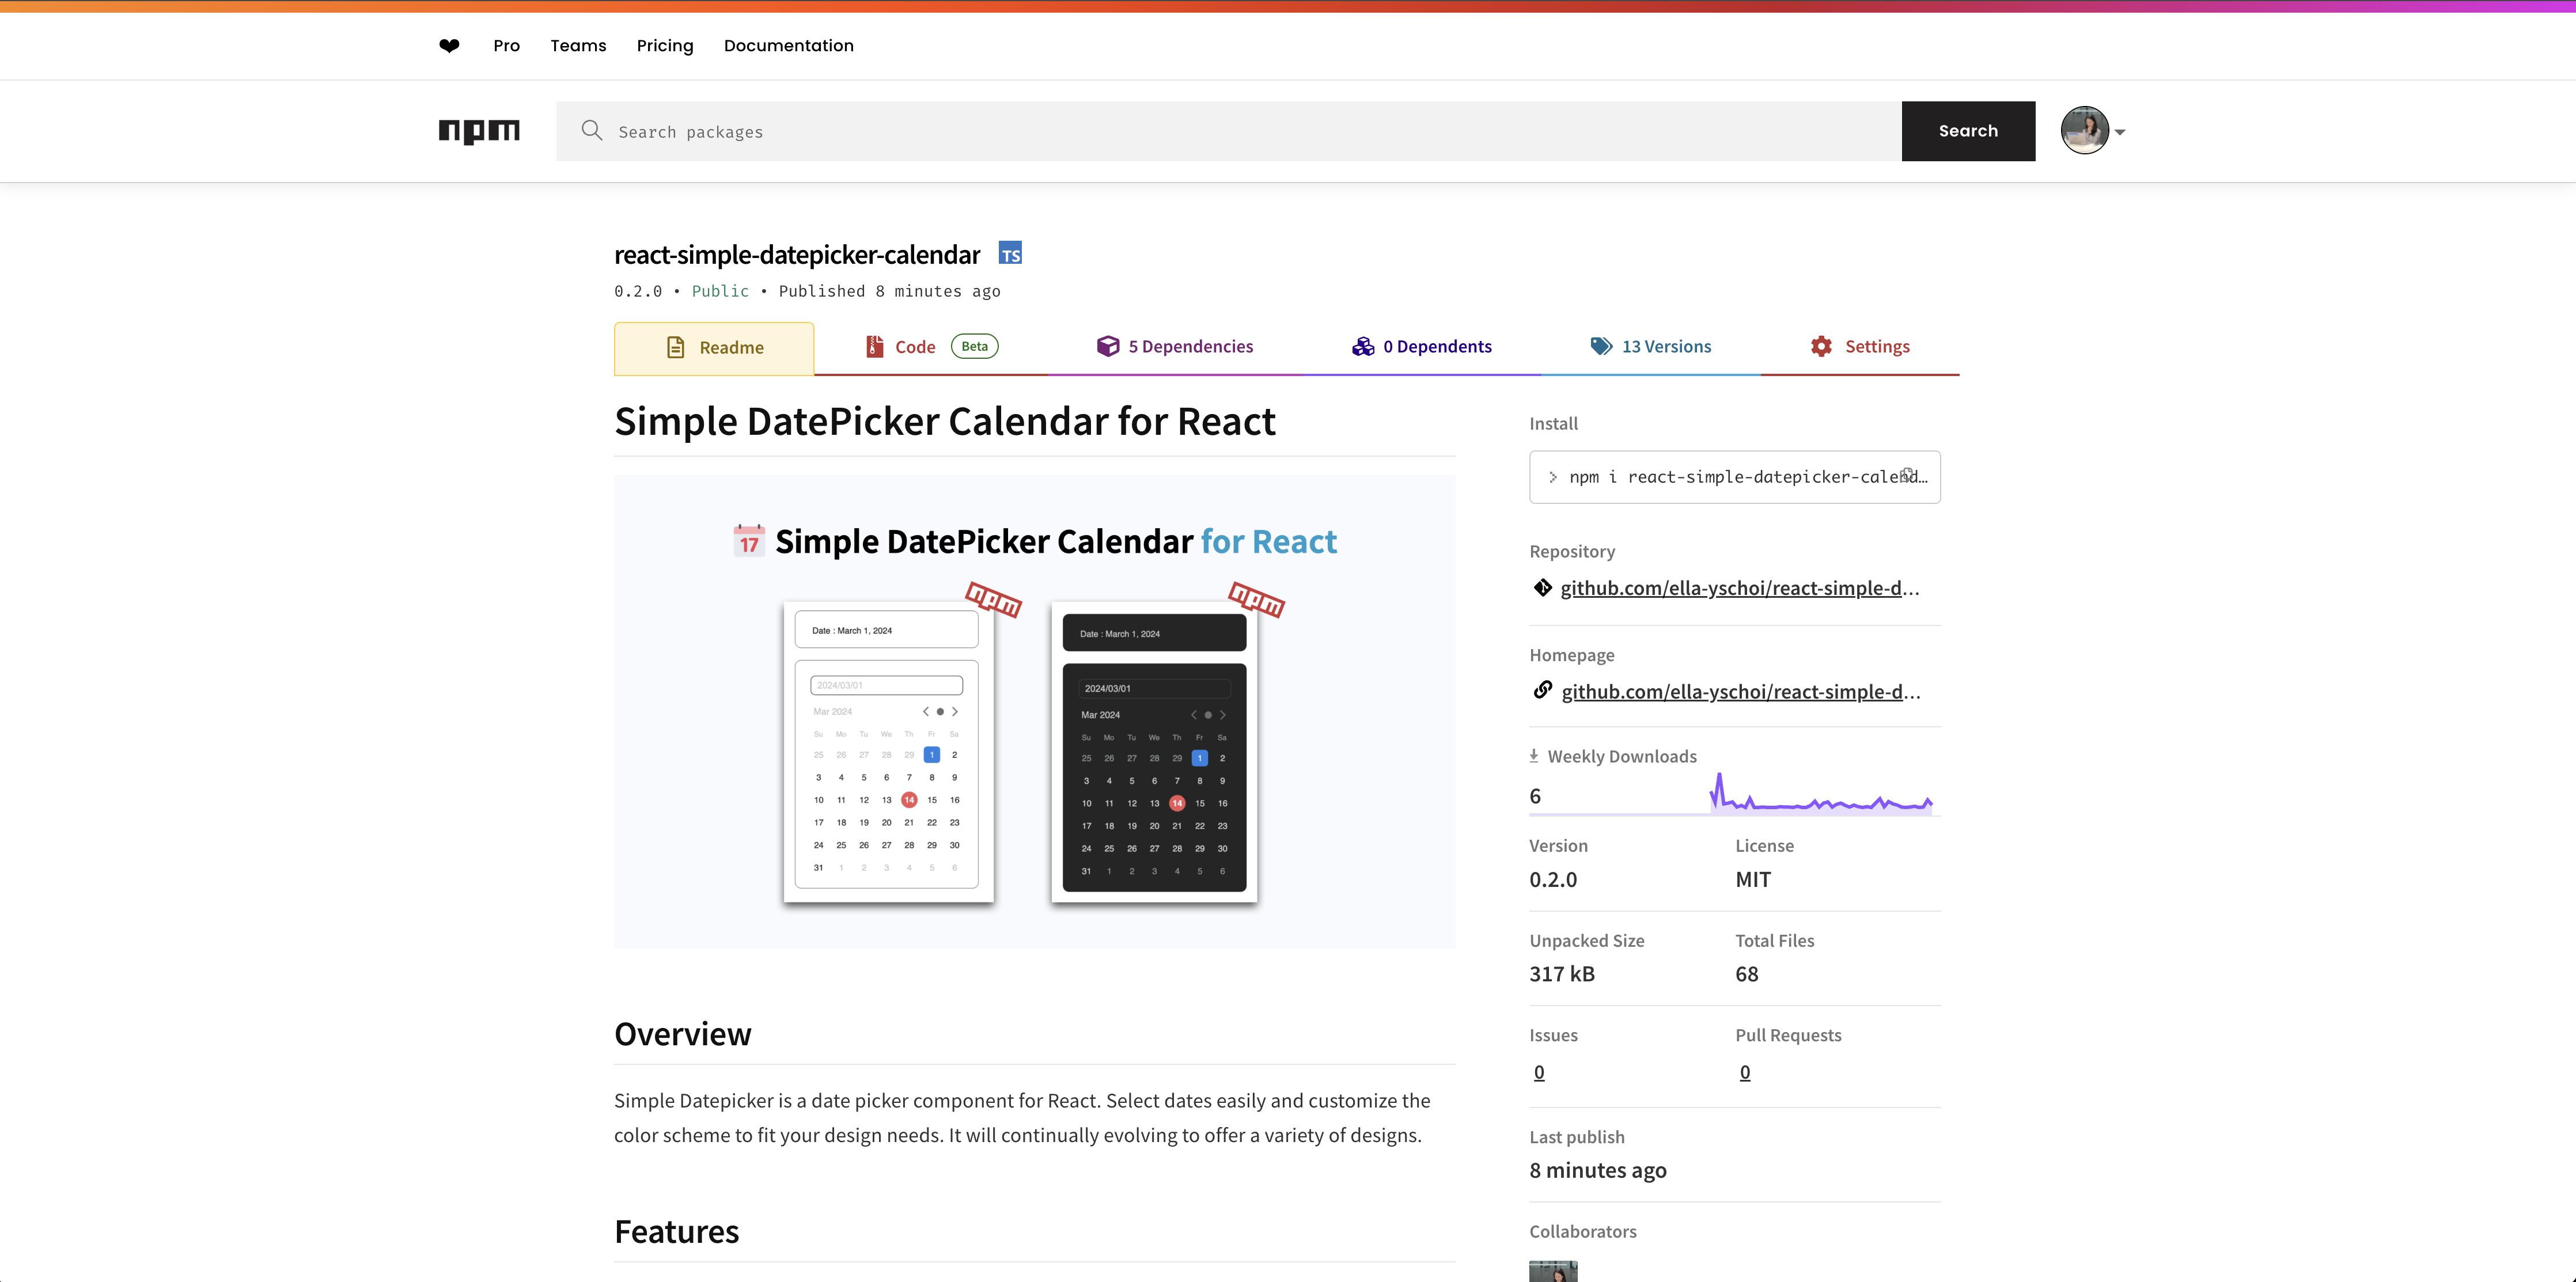 ❤ Pro Teams Pricing Documentation
npm Search packages Search
react-simple-datepicker-calendar TS
0.2.0 • Public • Published 8 minutes ago
Readme Code Beta 5 Dependencies 0 Dependents 13 Versions Settings
Simple DatePicker Calendar for React
17 Simple DatePicker Calendar for React
npm
Date : March 1, 2024
2024/03/01
Mar 2024
Su Mo Tu We Th Fr Sa
25 26 27 28 29 1 2
3 4 5 6 7 8 9
10 11 12 13 14 15 16
17 18 19 20 21 22 23
24 25 26 27 28 29 30
31 1 2 3 4 5 6
npm
Date : March 1, 2024
2024/03/01
Mar 2024
Su Mo Tu We Th Fr Sa
25 26 27 28 29 1 2
3 4 5 6 7 8 9
10 11 12 13 14 15 16
17 18 19 20 21 22 23
24 25 26 27 28 29 30
31 1 2 3 4 5 6
Overview
Simple Datepicker is a date picker component for React. Select dates easily and customize the
color scheme to fit your design needs. It will continually evolving to offer a variety of designs.
Features
Install
> npm i react-simple-datepicker-calend…
Repository
github.com/ella-yschoi/react-simple-d…
Homepage
github.com/ella-yschoi/react-simple-d…
Weekly Downloads
6
Version License
0.2.0 MIT
Unpacked Size Total Files
317 kB 68
Issues Pull Requests
0 0
Last publish
8 minutes ago
Collaborators